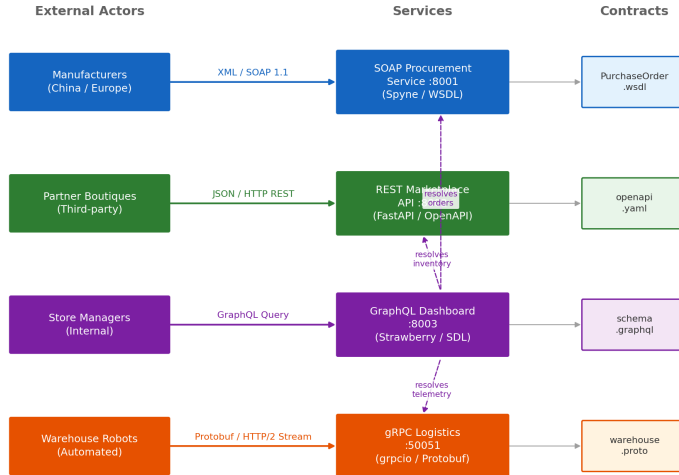 External Actors
Services
Contracts
Manufacturers
(China / Europe)
XML / SOAP 1.1
SOAP Procurement
Service :8001
(Spyne / WSDL)
PurchaseOrder
.wsdl
Partner Boutiques
(Third-party)
JSON / HTTP REST
REST
API
(FastAPI / OpenAPI)
resolves
orders
openapi
.yaml
resolves
inventory
Store Managers
(Internal)
GraphQL Query
GraphQL Dashboard
:8003
(Strawberry / SDL)
schema
.graphql
resolves
telemetry
Warehouse Robots
(Automated)
Protobuf / HTTP/2 Stream
gRPC Logistics
:50051
(grpcio / Protobuf)
warehouse
.proto